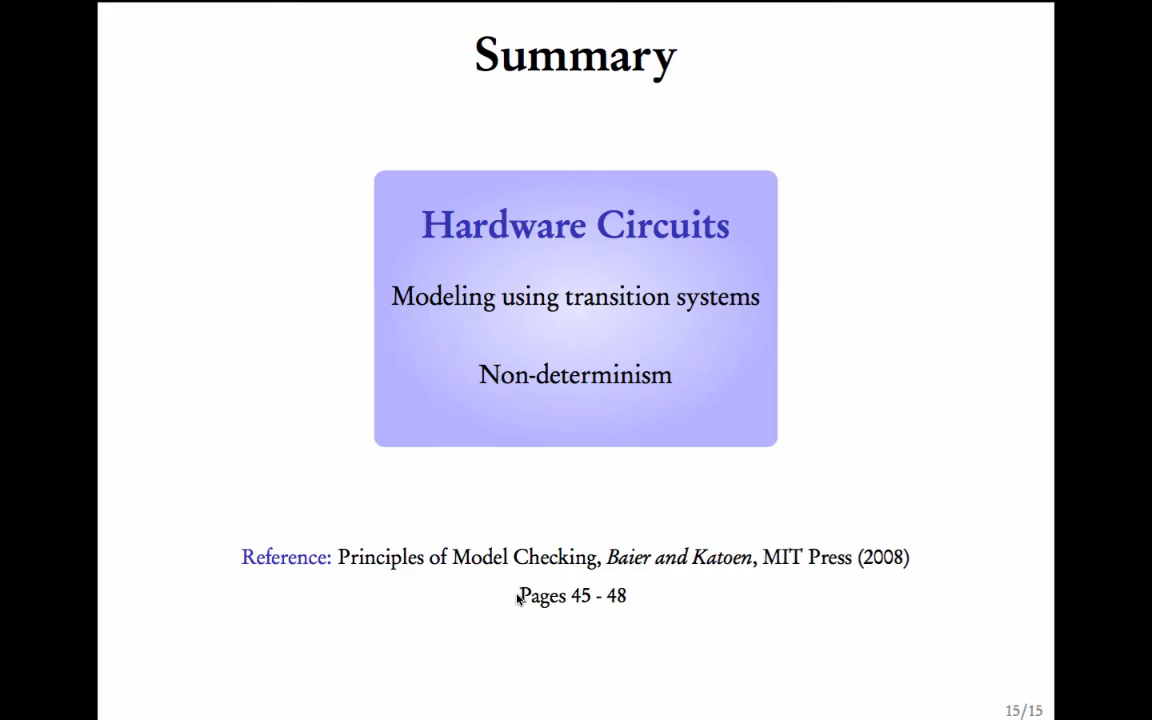 Summary
Hardware Circuits
Modeling using transition systems
Non-determinism
Reference: Principles of Model Checking, Baier and Katoen, MIT Press (2008)
Pages 45 - 48
15/15